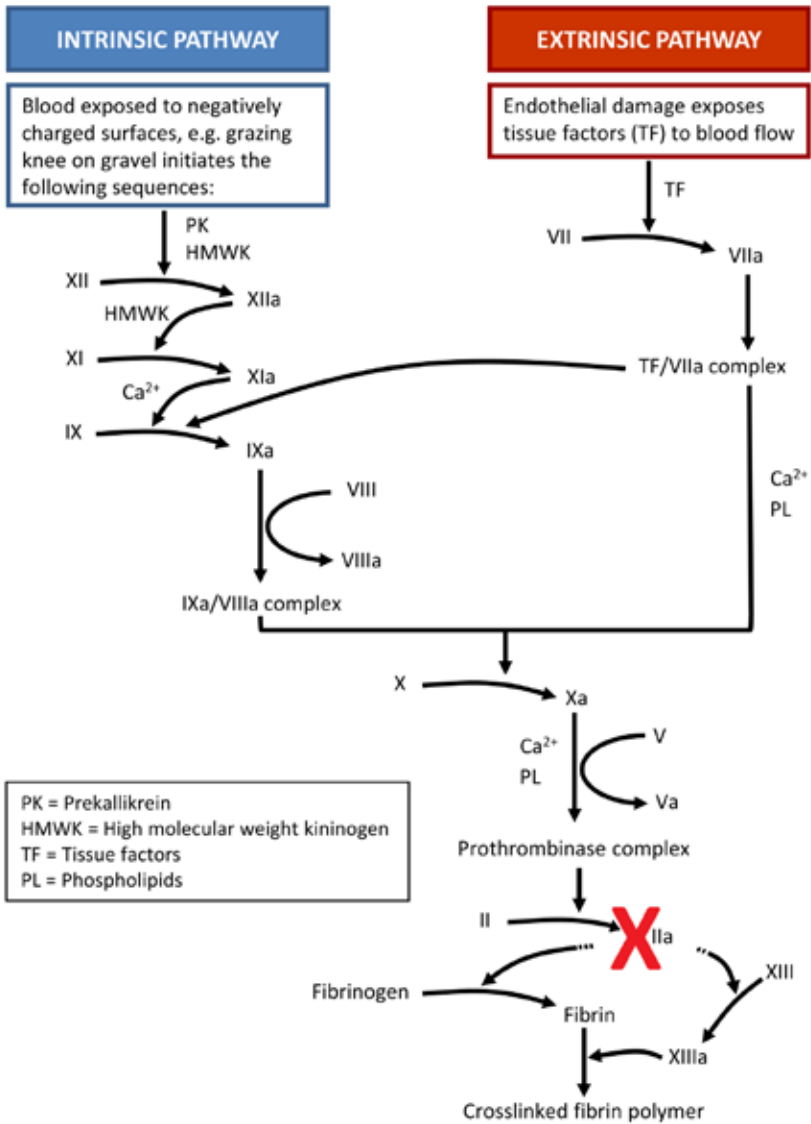 INTRINSIC PATHWAY
EXTRINSIC PATHWAY
Blood exposed to negatively
charged surfaces, e.g. grazing
knee on gravel initiates the
following sequences:
Endothelial damage exposes
tissue factors (TF) to blood flow
PK
HMWK
TF
VII
VIIa
XII
XIIa
HMWK
XI
XIa
TF/VIIa complex
Ca²⁺
IX
IXa
Ca²⁺
PL
VIII
VIIIa
IXa/VIIIa complex
X
Xa
Ca²⁺
PL
V
Va
PK = Prekallikrein
HMWK = High molecular weight kininogen
TF = Tissue factors
PL = Phospholipids
Prothrombinase complex
II
X
IIa
XIII
Fibrinogen
Fibrin
XIIIa
Crosslinked fibrin polymer